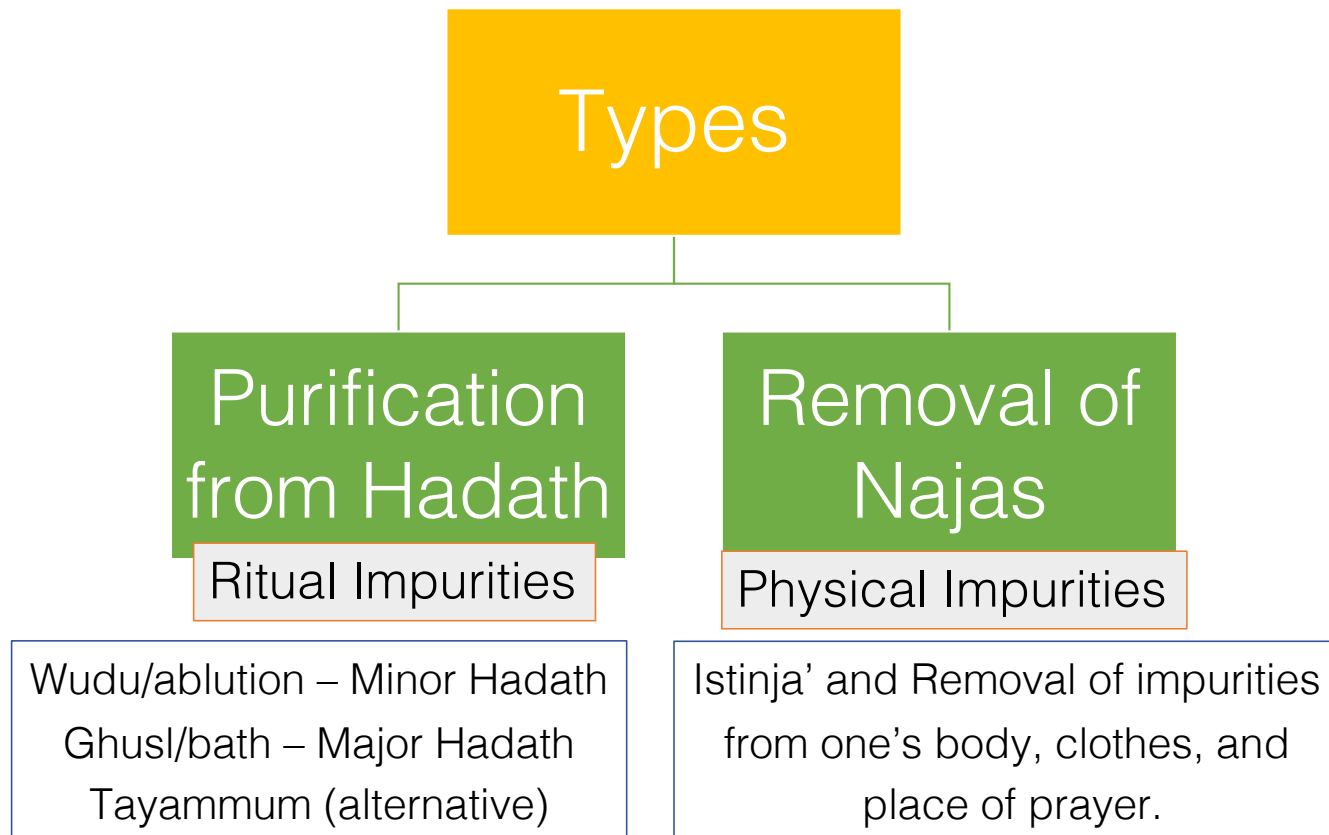 Types
Purification
from Hadath
Ritual Impurities
Wudu/ablution – Minor Hadath
Ghusl/bath – Major Hadath
Tayammum (alternative)
Removal of
Najas
Physical Impurities
Istinja’ and Removal of impurities
from one’s body, clothes, and
place of prayer.